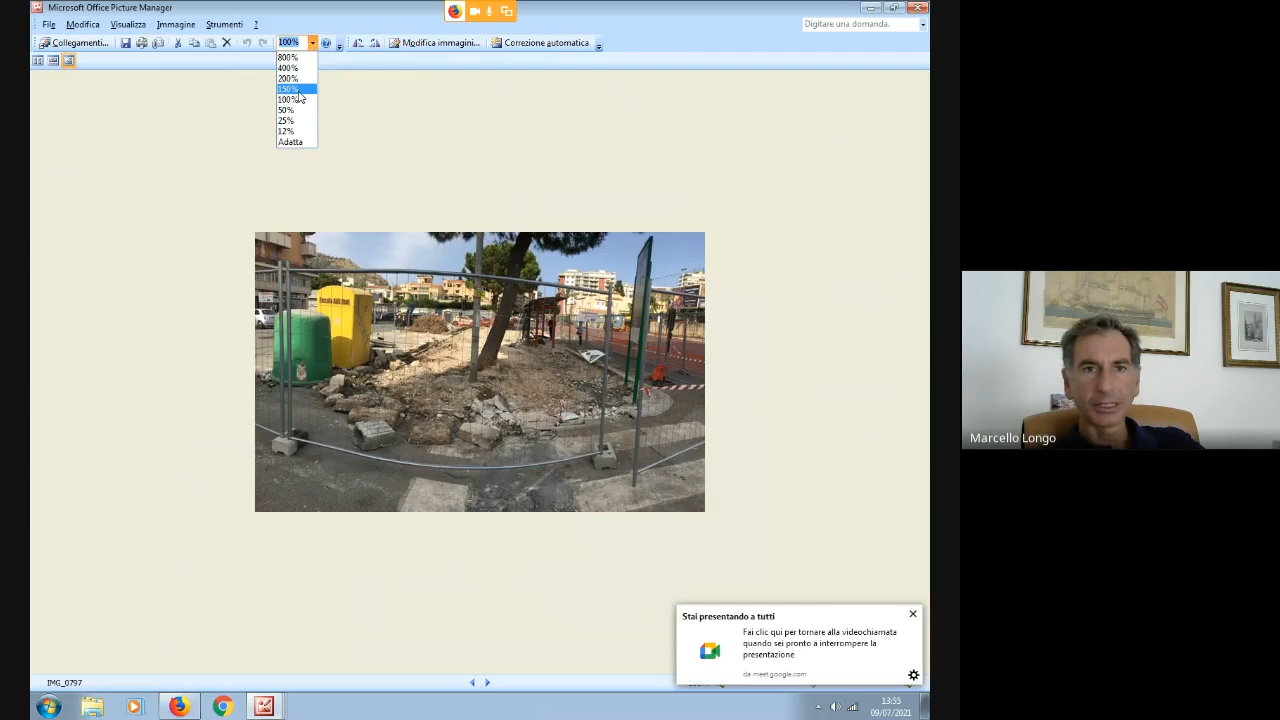 Microsoft Office Picture Manager
File Modifica Visualizza Immagine Strumenti ?
Digitare una domanda.
Collegamenti... 100% Modifica immagini... Correzione automatica
800%
400%
200%
150%
100%
50%
25%
12%
Adatta
Marcello Longo
Stai presentando a tutti
Fai clic qui per tornare alla videochiamata
quando sei pronto a interrompere la
presentazione
da meet.google.com
IMG_0797
13:55
09/07/2021